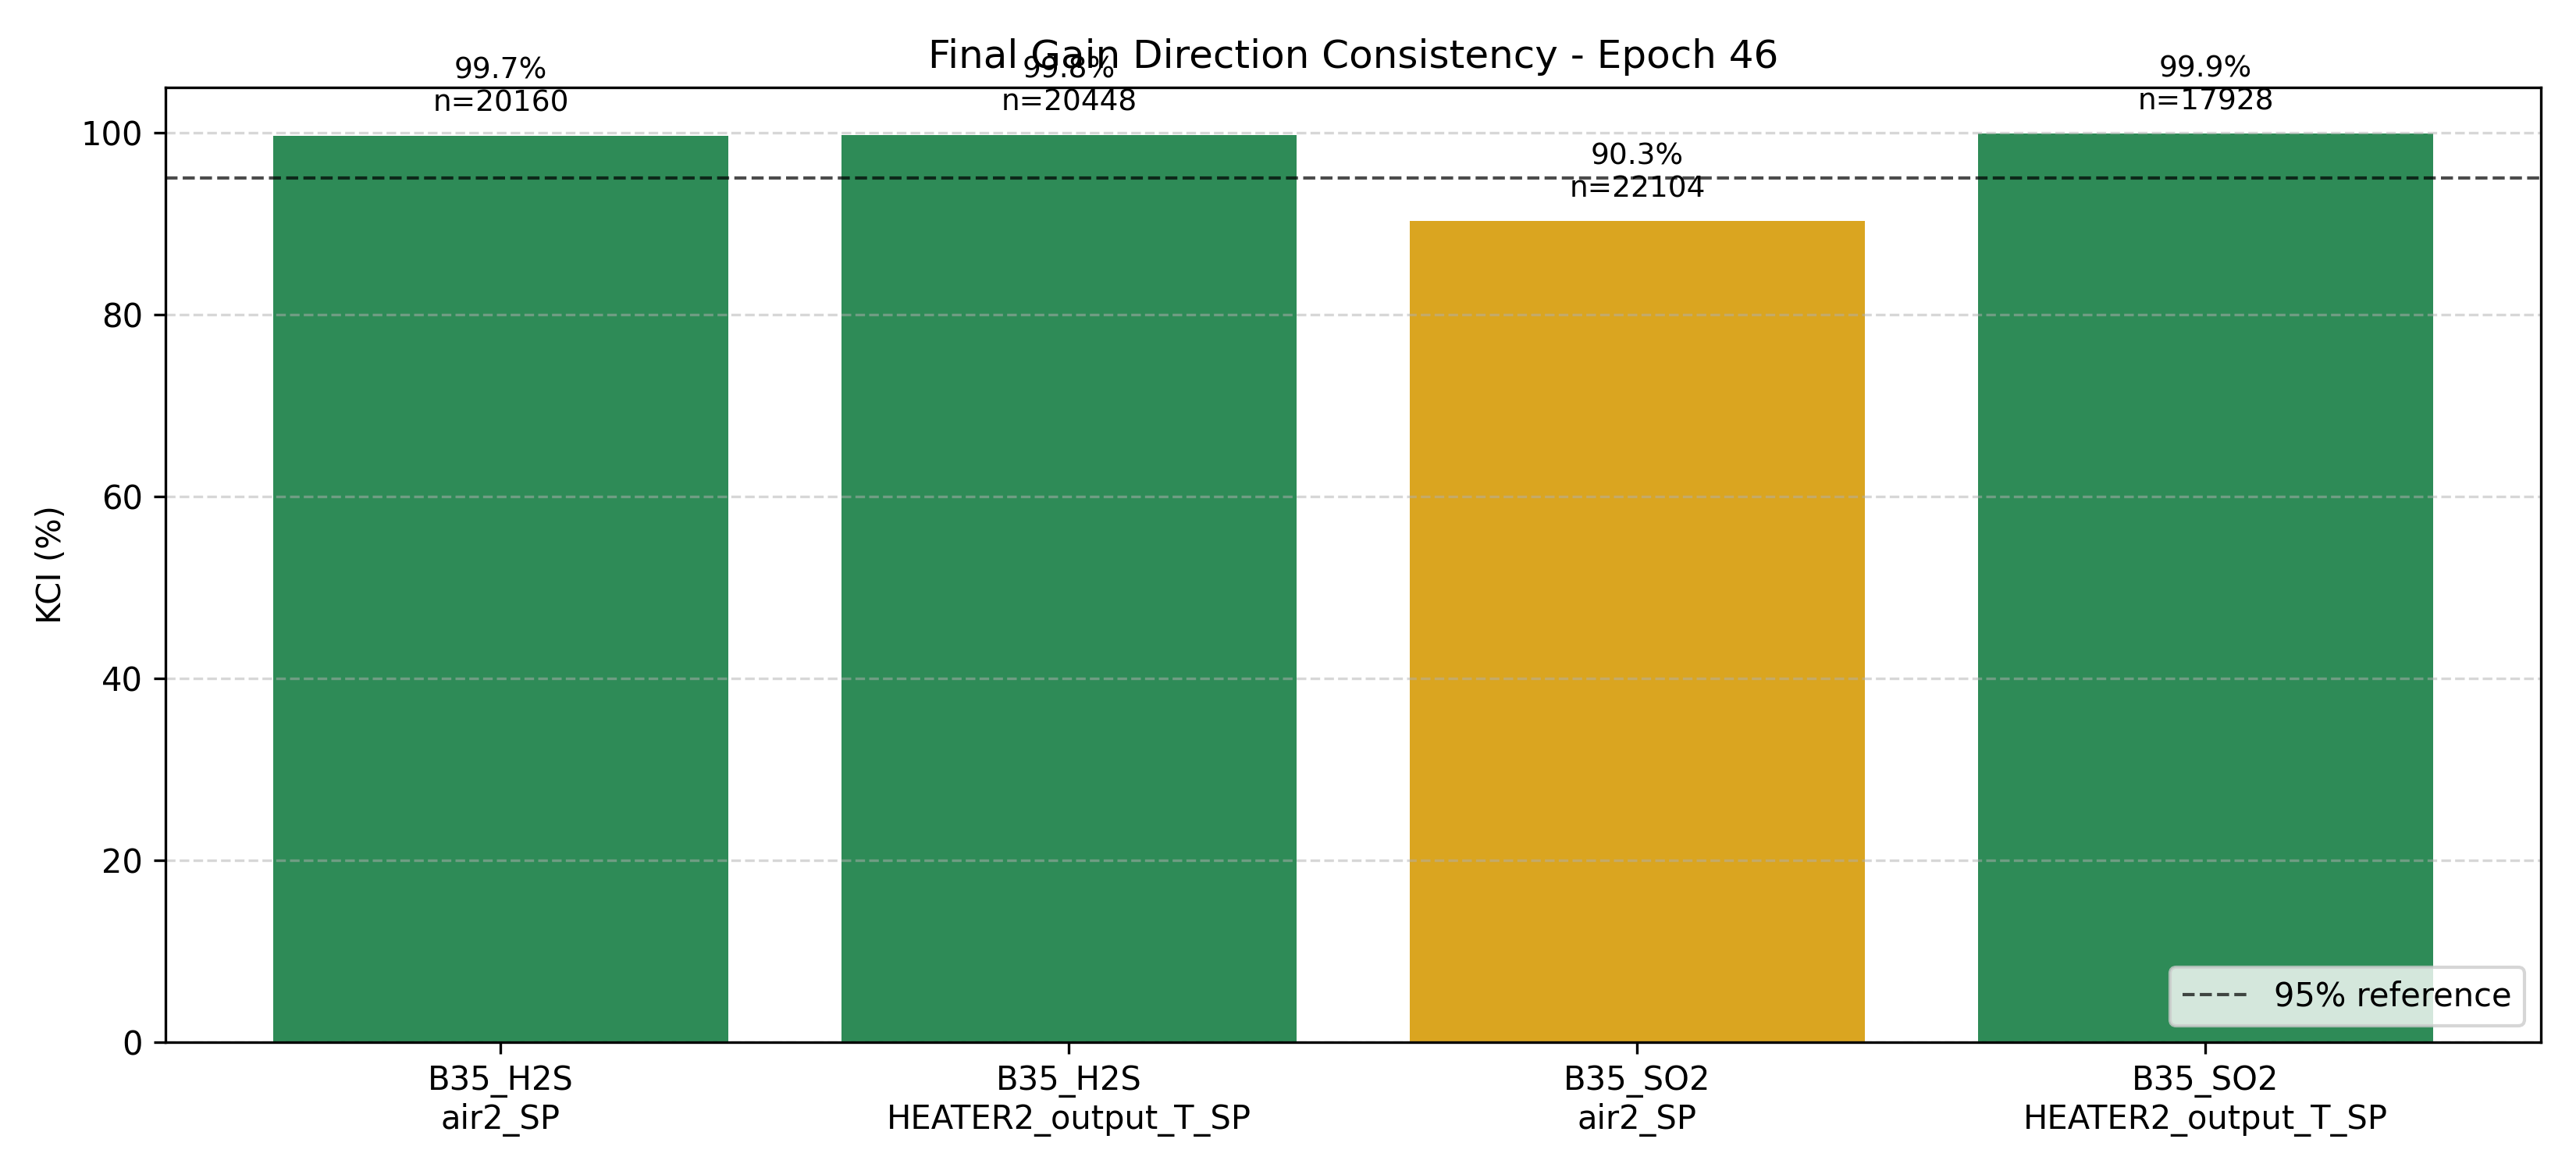 Final Gain Direction Consistency - Epoch 46
99.7%
n=20160
99.8%
n=20448
90.3%
n=22104
99.9%
n=17928
KCI (%)
100
80
60
40
20
0
95% reference
B35_H2S
air2_SP
B35_H2S
HEATER2_output_T_SP
B35_SO2
air2_SP
B35_SO2
HEATER2_output_T_SP